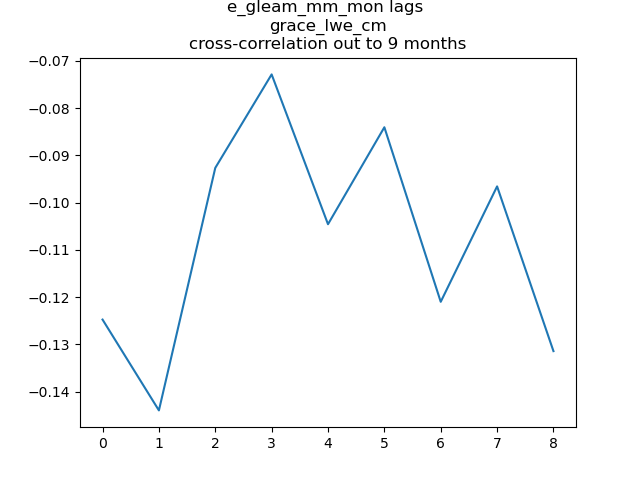 e_gleam_mm_mon lags
grace_lwe_cm
cross-correlation out to 9 months
−0.07
−0.08
−0.09
−0.10
−0.11
−0.12
−0.13
−0.14
0 1 2 3 4 5 6 7 8